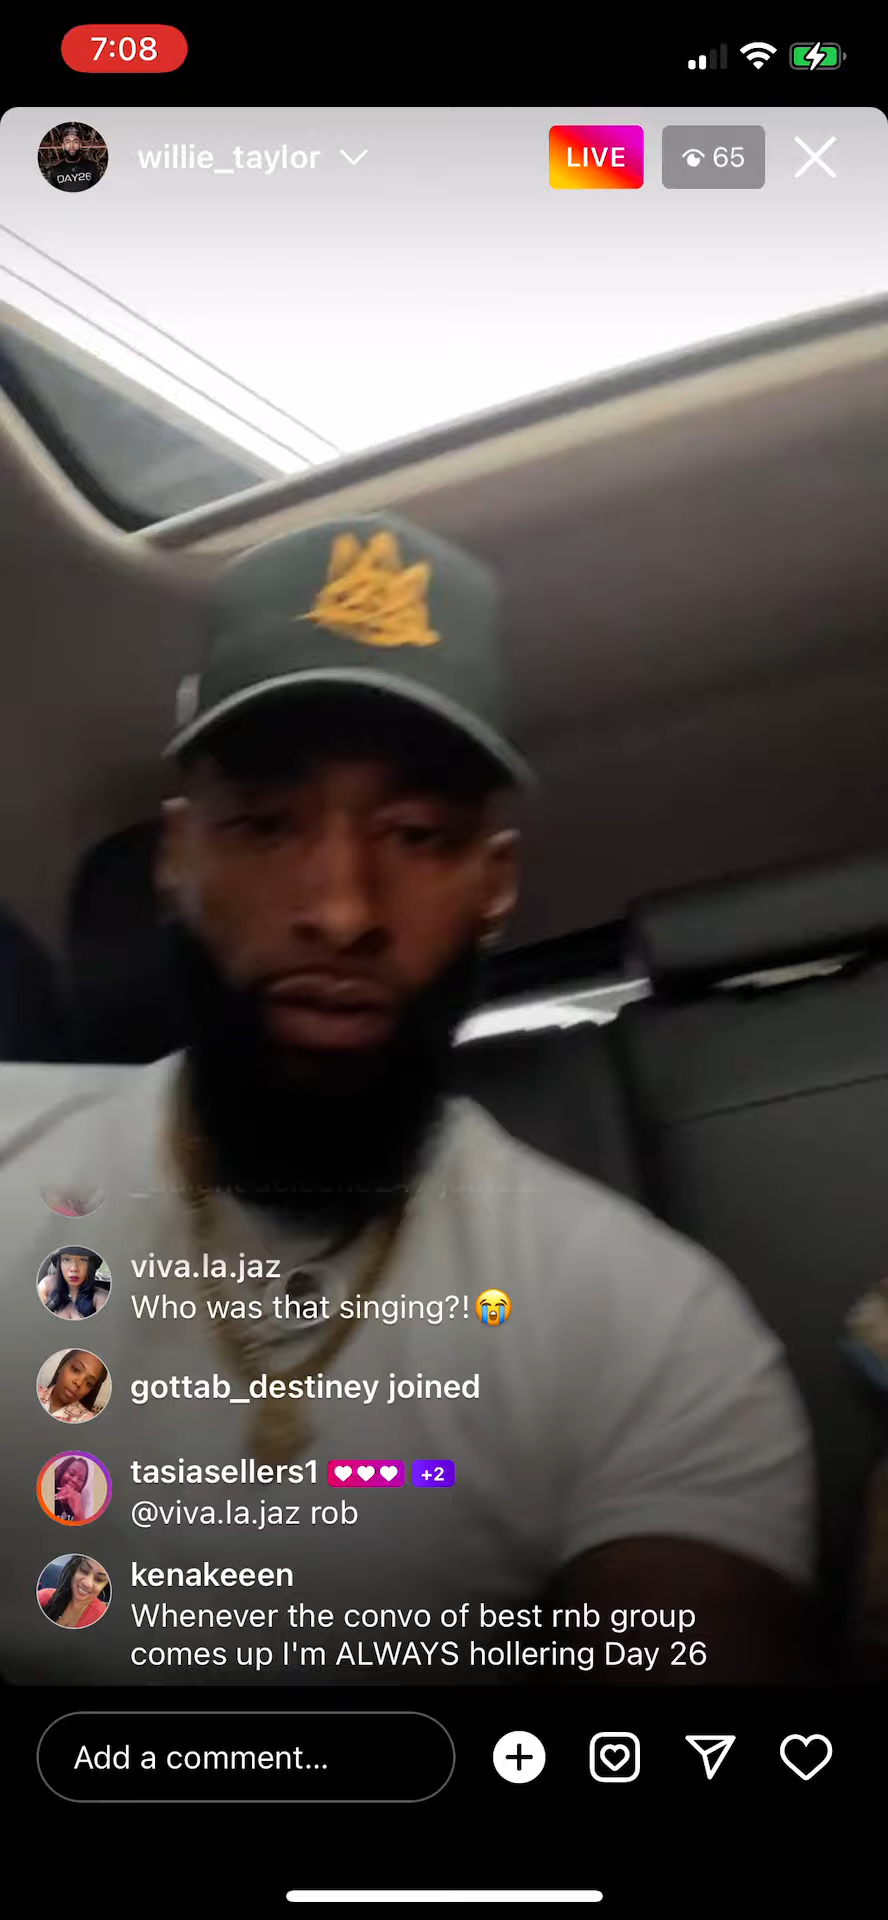 7:08
willie_taylor
LIVE
65
DAY26
viva.la.jaz
Who was that singing?!😭
gottab_destiney joined
tasiasellers1 +2
@viva.la.jaz rob
kenakeeen
Whenever the convo of best rnb group
comes up I'm ALWAYS hollering Day 26
Add a comment...